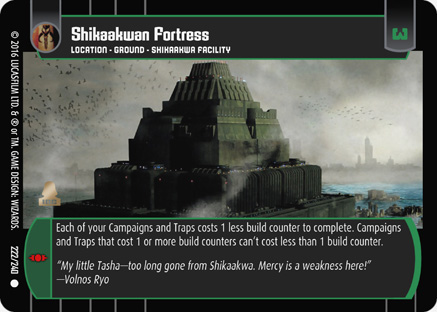 Shikaakwan Fortress
LOCATION - GROUND - SHIKAAKWA FACILITY
© 2016 LUCASFILM LTD. & ® or TM. GAME DESIGN: WIZARDS.
222/240
Each of your Campaigns and Traps costs 1 less build counter to complete. Campaigns
and Traps that cost 1 or more build counters can't cost less than 1 build counter.
"My little Tasha—too long gone from Shikaakwa. Mercy is a weakness here!"
—Volnos Ryo